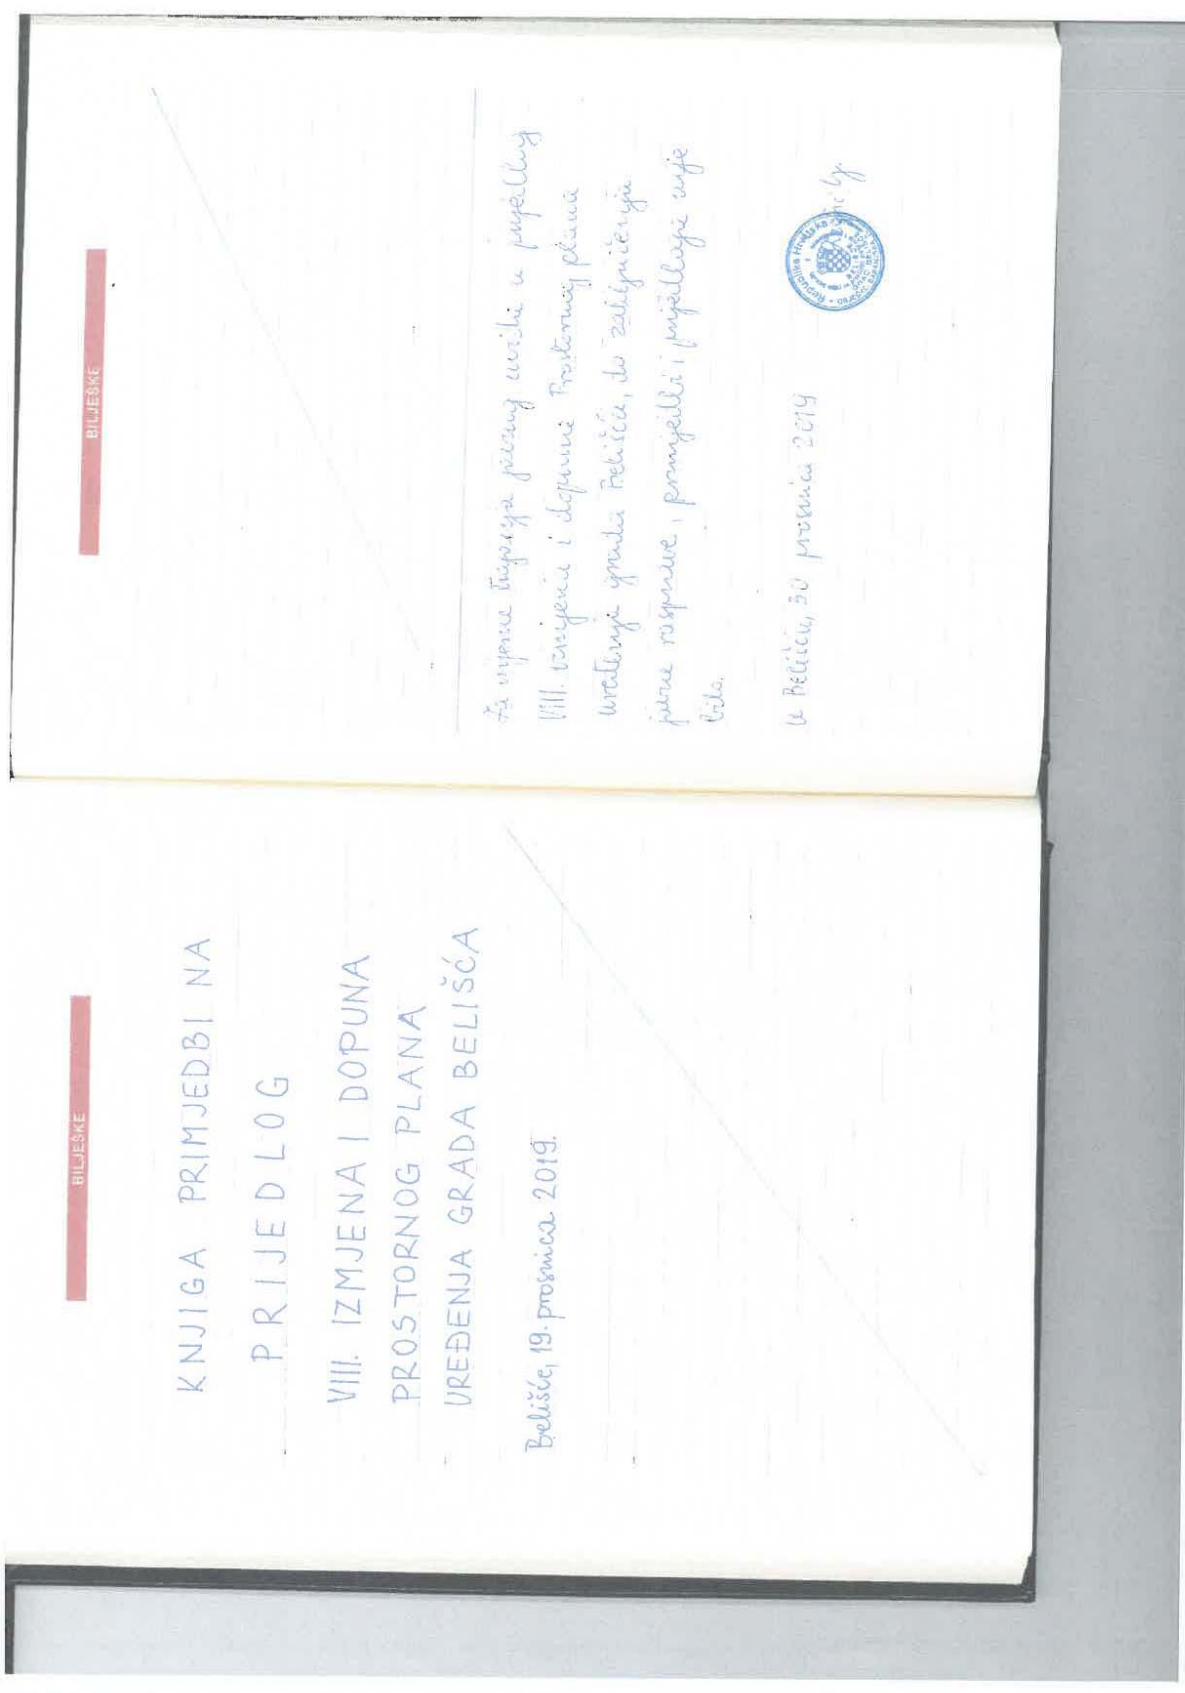 BILJEŠKE
KNJIGA PRIMJEDBI NA
PRIJEDLOG
VIII. IZMJENA I DOPUNA
PROSTORNOG PLANA
UREĐENJA GRADA BELIŠĆA
Belišće, 19. prosinca 2019.
BILJEŠKE
Za vrijeme trajanja javnog uvida u prijedlog
VIII. izmjena i dopuna Prostornog plana
uređenja grada Belišća, do zaključenja
javne rasprave, primjedbi i prijedloga nije
bilo.
U Belišću, 30 prosinca 2019
Republika Hrvatska